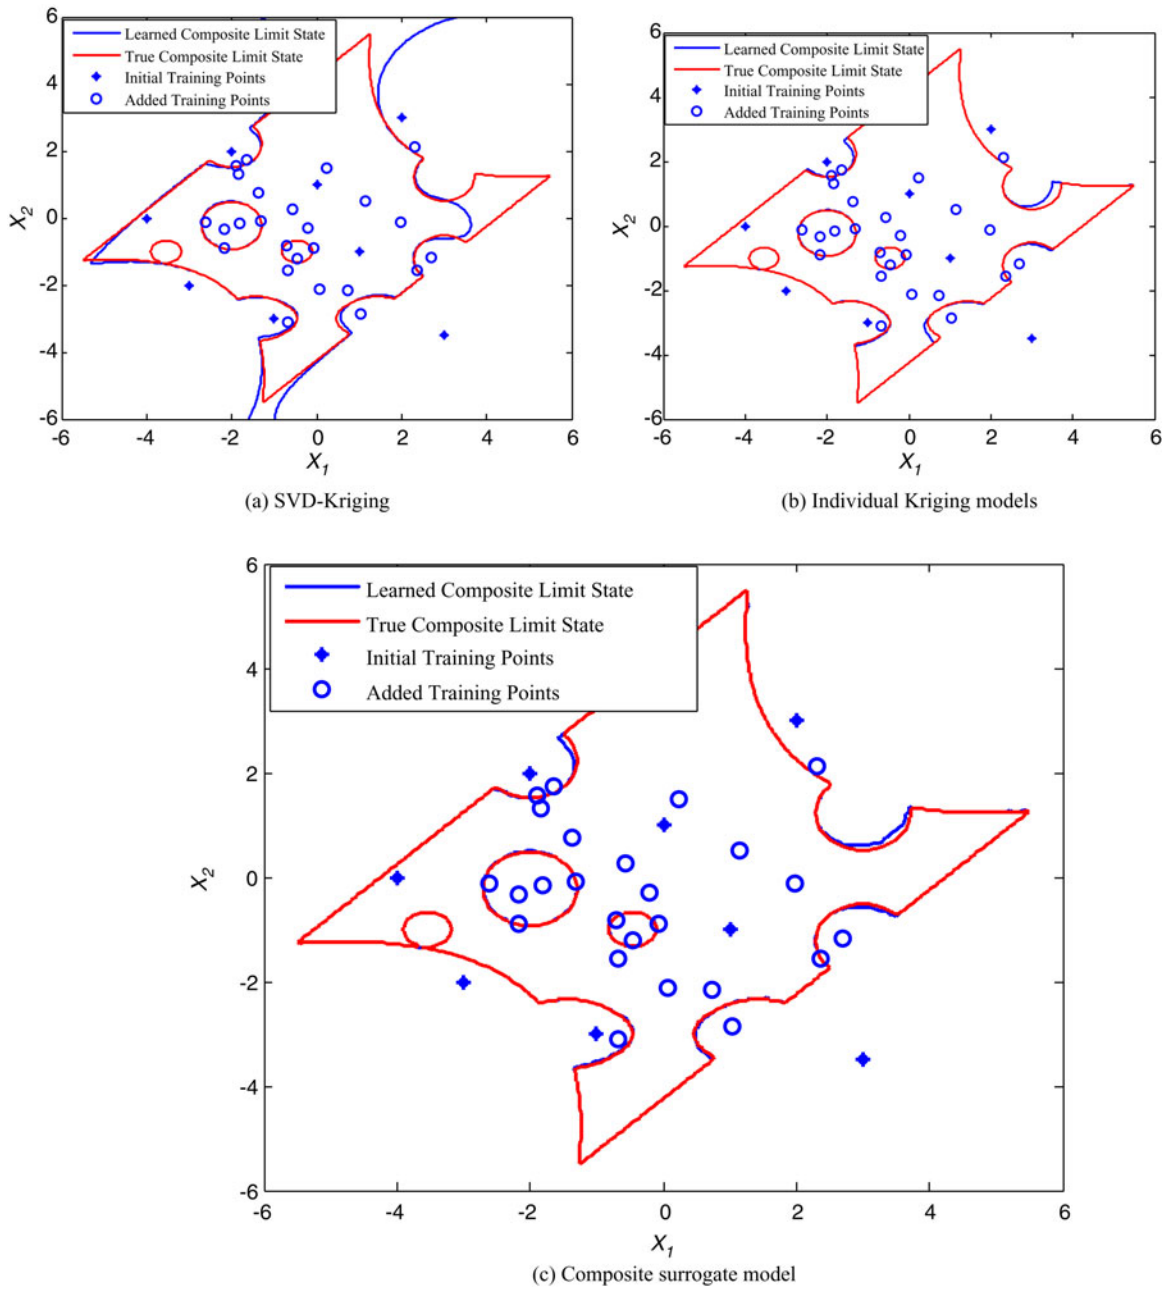 6
4
2
0
-2
-4
-6
X2
Learned Composite Limit State
True Composite Limit State
Initial Training Points
Added Training Points
-6 -4 -2 0 2 4 6
X1
(a) SVD-Kriging
6
4
2
0
-2
-4
-6
X2
Learned Composite Limit State
True Composite Limit State
Initial Training Points
Added Training Points
-6 -4 -2 0 2 4 6
X1
(b) Individual Kriging models
6
4
2
0
-2
-4
-6
X2
Learned Composite Limit State
True Composite Limit State
Initial Training Points
Added Training Points
-6 -4 -2 0 2 4 6
X1
(c) Composite surrogate model